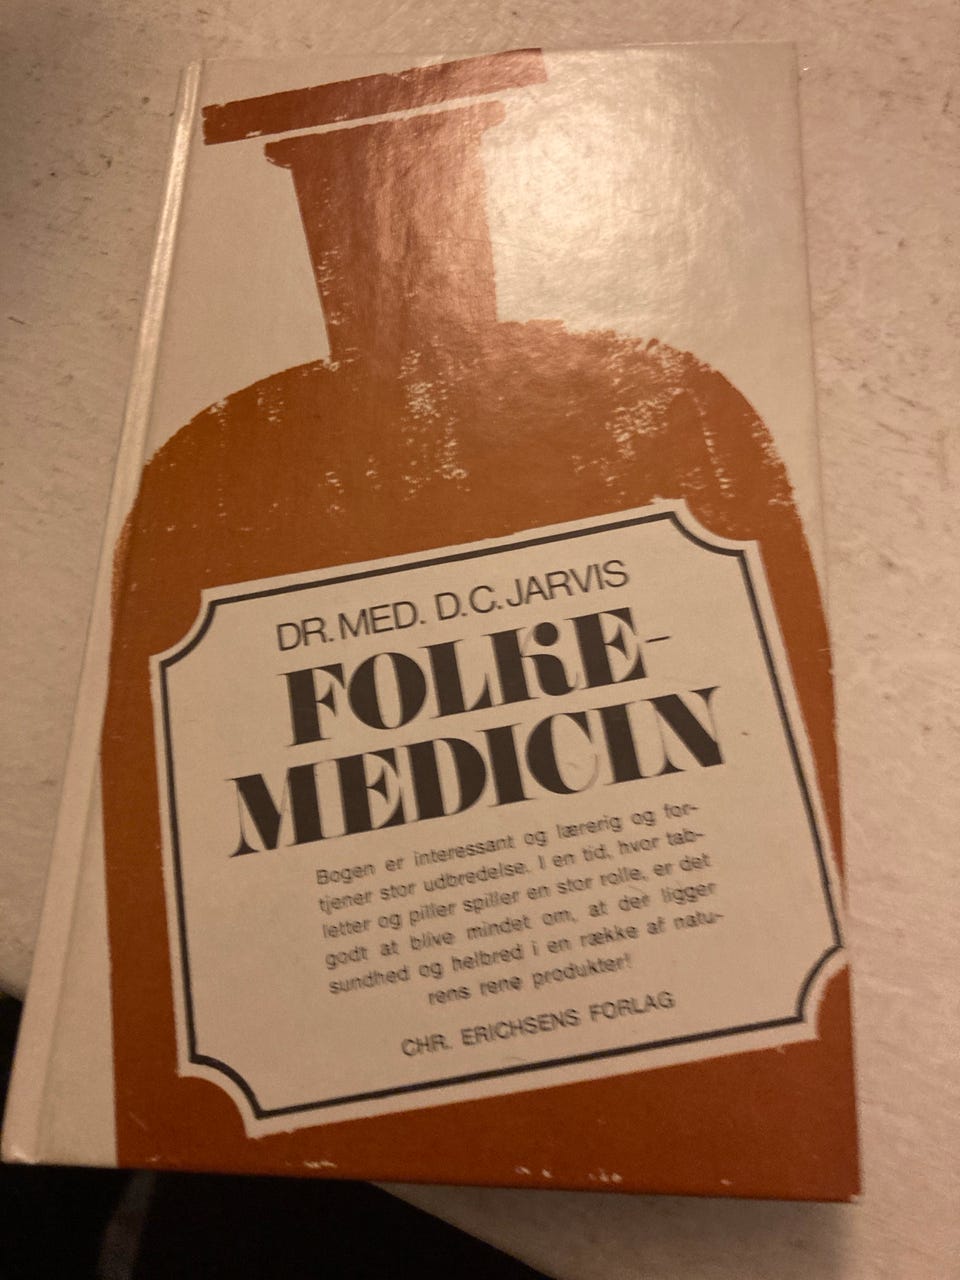 DR. MED. D.C. JARVIS
FOLKE-
MEDICIN
Bogen er interessant og lærerig og for-
tjener stor udbredelse. I en tid, hvor tab-
letter og piller spiller en stor rolle, er det
godt at blive mindet om, at der ligger
sundhed og helbred i en række af natu-
rens rene produkter!
CHR. ERICHSENS FORLAG